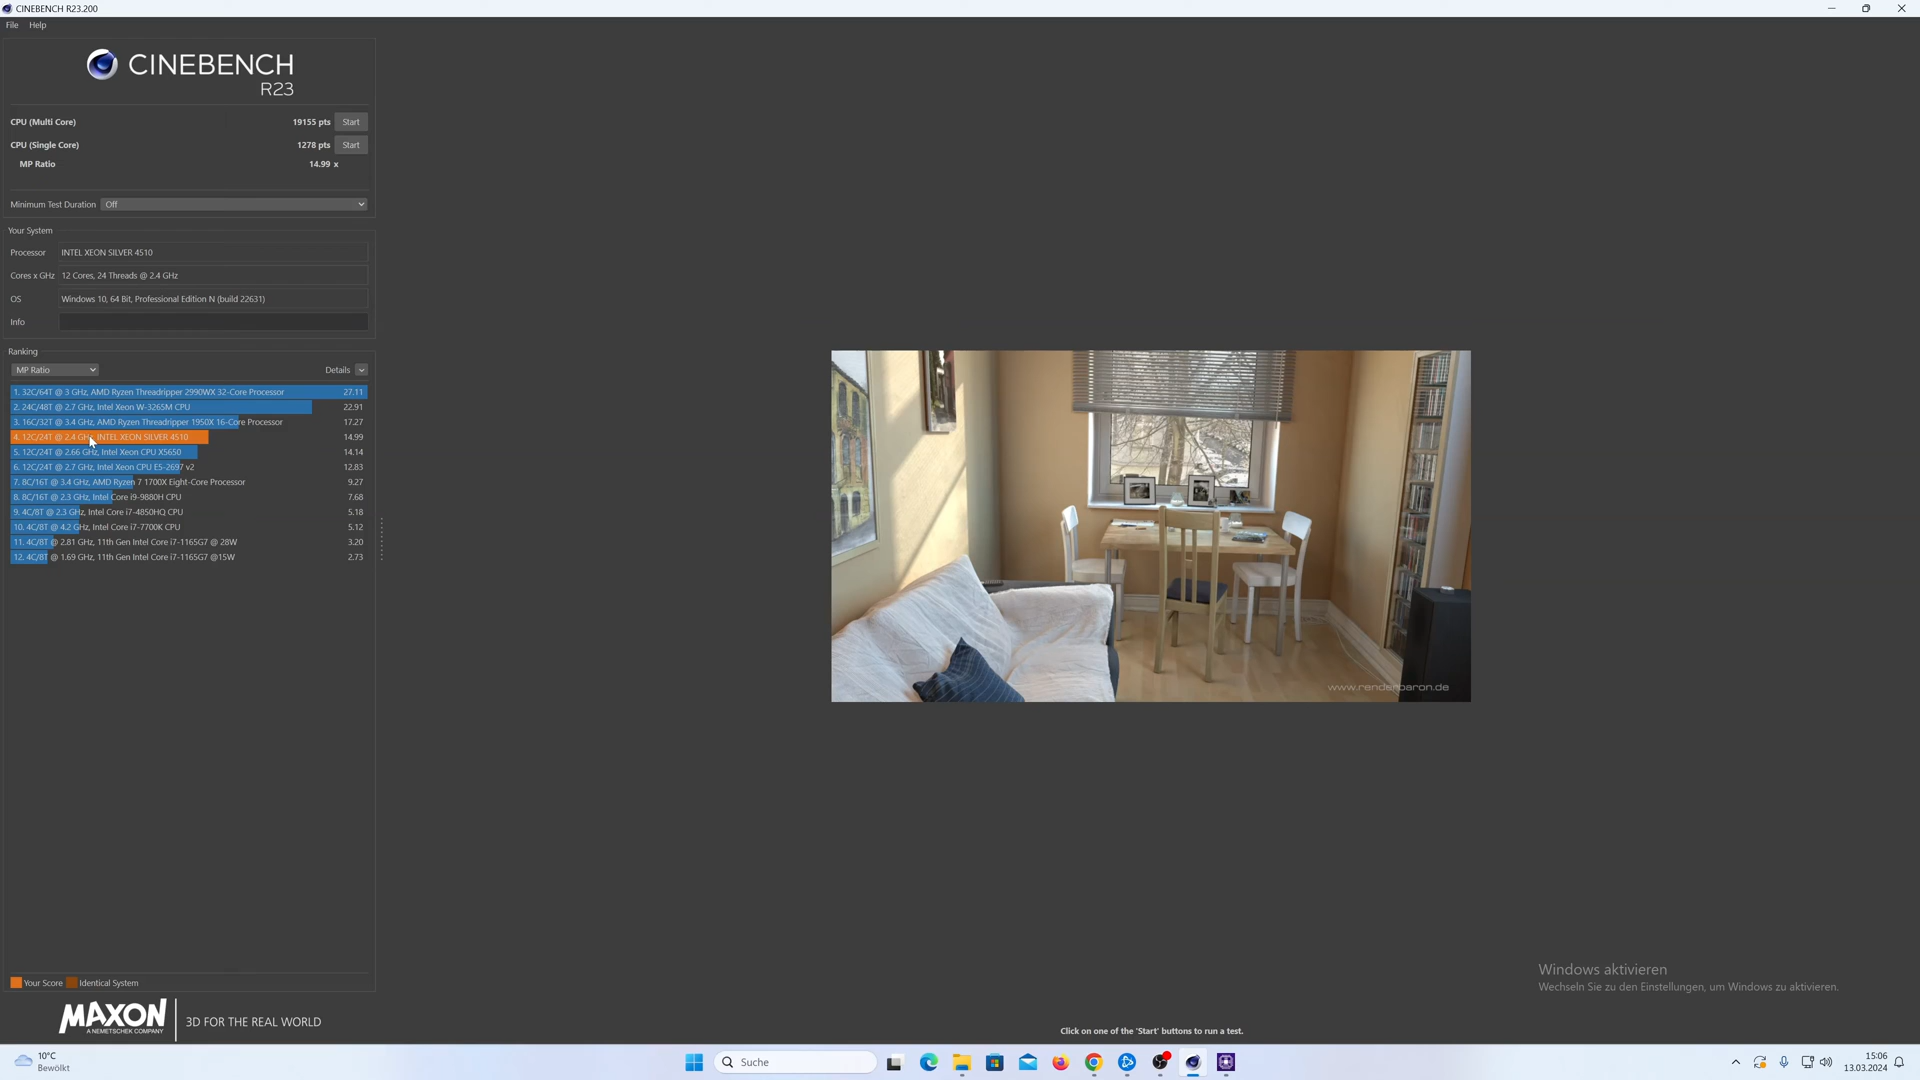 CINEBENCH R23.200
File Help
CINEBENCH
R23
CPU (Multi Core) 19155 pts Start
CPU (Single Core) 1278 pts Start
MP Ratio 14.99 x
Minimum Test Duration Off
Your System
Processor INTEL XEON SILVER 4510
Cores x GHz 12 Cores, 24 Threads @ 2.4 GHz
OS Windows 10, 64 Bit, Professional Edition N (build 22631)
Info
Ranking
MP Ratio Details
1. 32C/64T @ 3 GHz, AMD Ryzen Threadripper 2990WX 32-Core Processor 27.11
2. 24C/48T @ 2.7 GHz, Intel Xeon W-3265M CPU 22.91
3. 16C/32T @ 3.4 GHz, AMD Ryzen Threadripper 1950X 16-Core Processor 17.27
4. 12C/24T @ 2.4 GHz, INTEL XEON SILVER 4510 14.99
5. 12C/24T @ 2.66 GHz, Intel Xeon CPU X5650 14.14
6. 12C/24T @ 2.7 GHz, Intel Xeon CPU E5-2697 v2 12.83
7. 8C/16T @ 3.4 GHz, AMD Ryzen 7 1700X Eight-Core Processor 9.27
8. 8C/16T @ 2.3 GHz, Intel Core i9-9880H CPU 7.68
9. 4C/8T @ 2.3 GHz, Intel Core i7-4850HQ CPU 5.18
10. 4C/8T @ 4.2 GHz, Intel Core i7-7700K CPU 5.12
11. 4C/8T @ 2.81 GHz, 11th Gen Intel Core i7-1165G7 @ 28W 3.20
12. 4C/8T @ 1.69 GHz, 11th Gen Intel Core i7-1165G7 @15W 2.73
www.renderbaron.de
Your Score Identical System
MAXON
A NEMETSCHEK COMPANY
3D FOR THE REAL WORLD
Windows aktivieren
Wechseln Sie zu den Einstellungen, um Windows zu aktivieren.
Click on one of the 'Start' buttons to run a test.
10°C
Bewölkt
Suche
15:06
13.03.2024